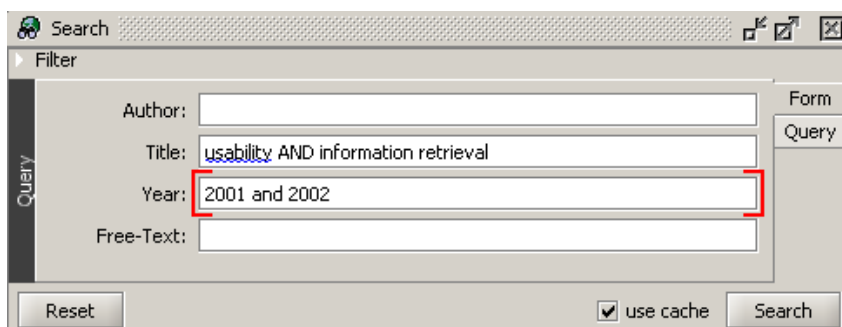 Search
Filter
Query
Author:
Title: usability AND information retrieval
Year: 2001 and 2002
Free-Text:
Form
Query
Reset
use cache
Search